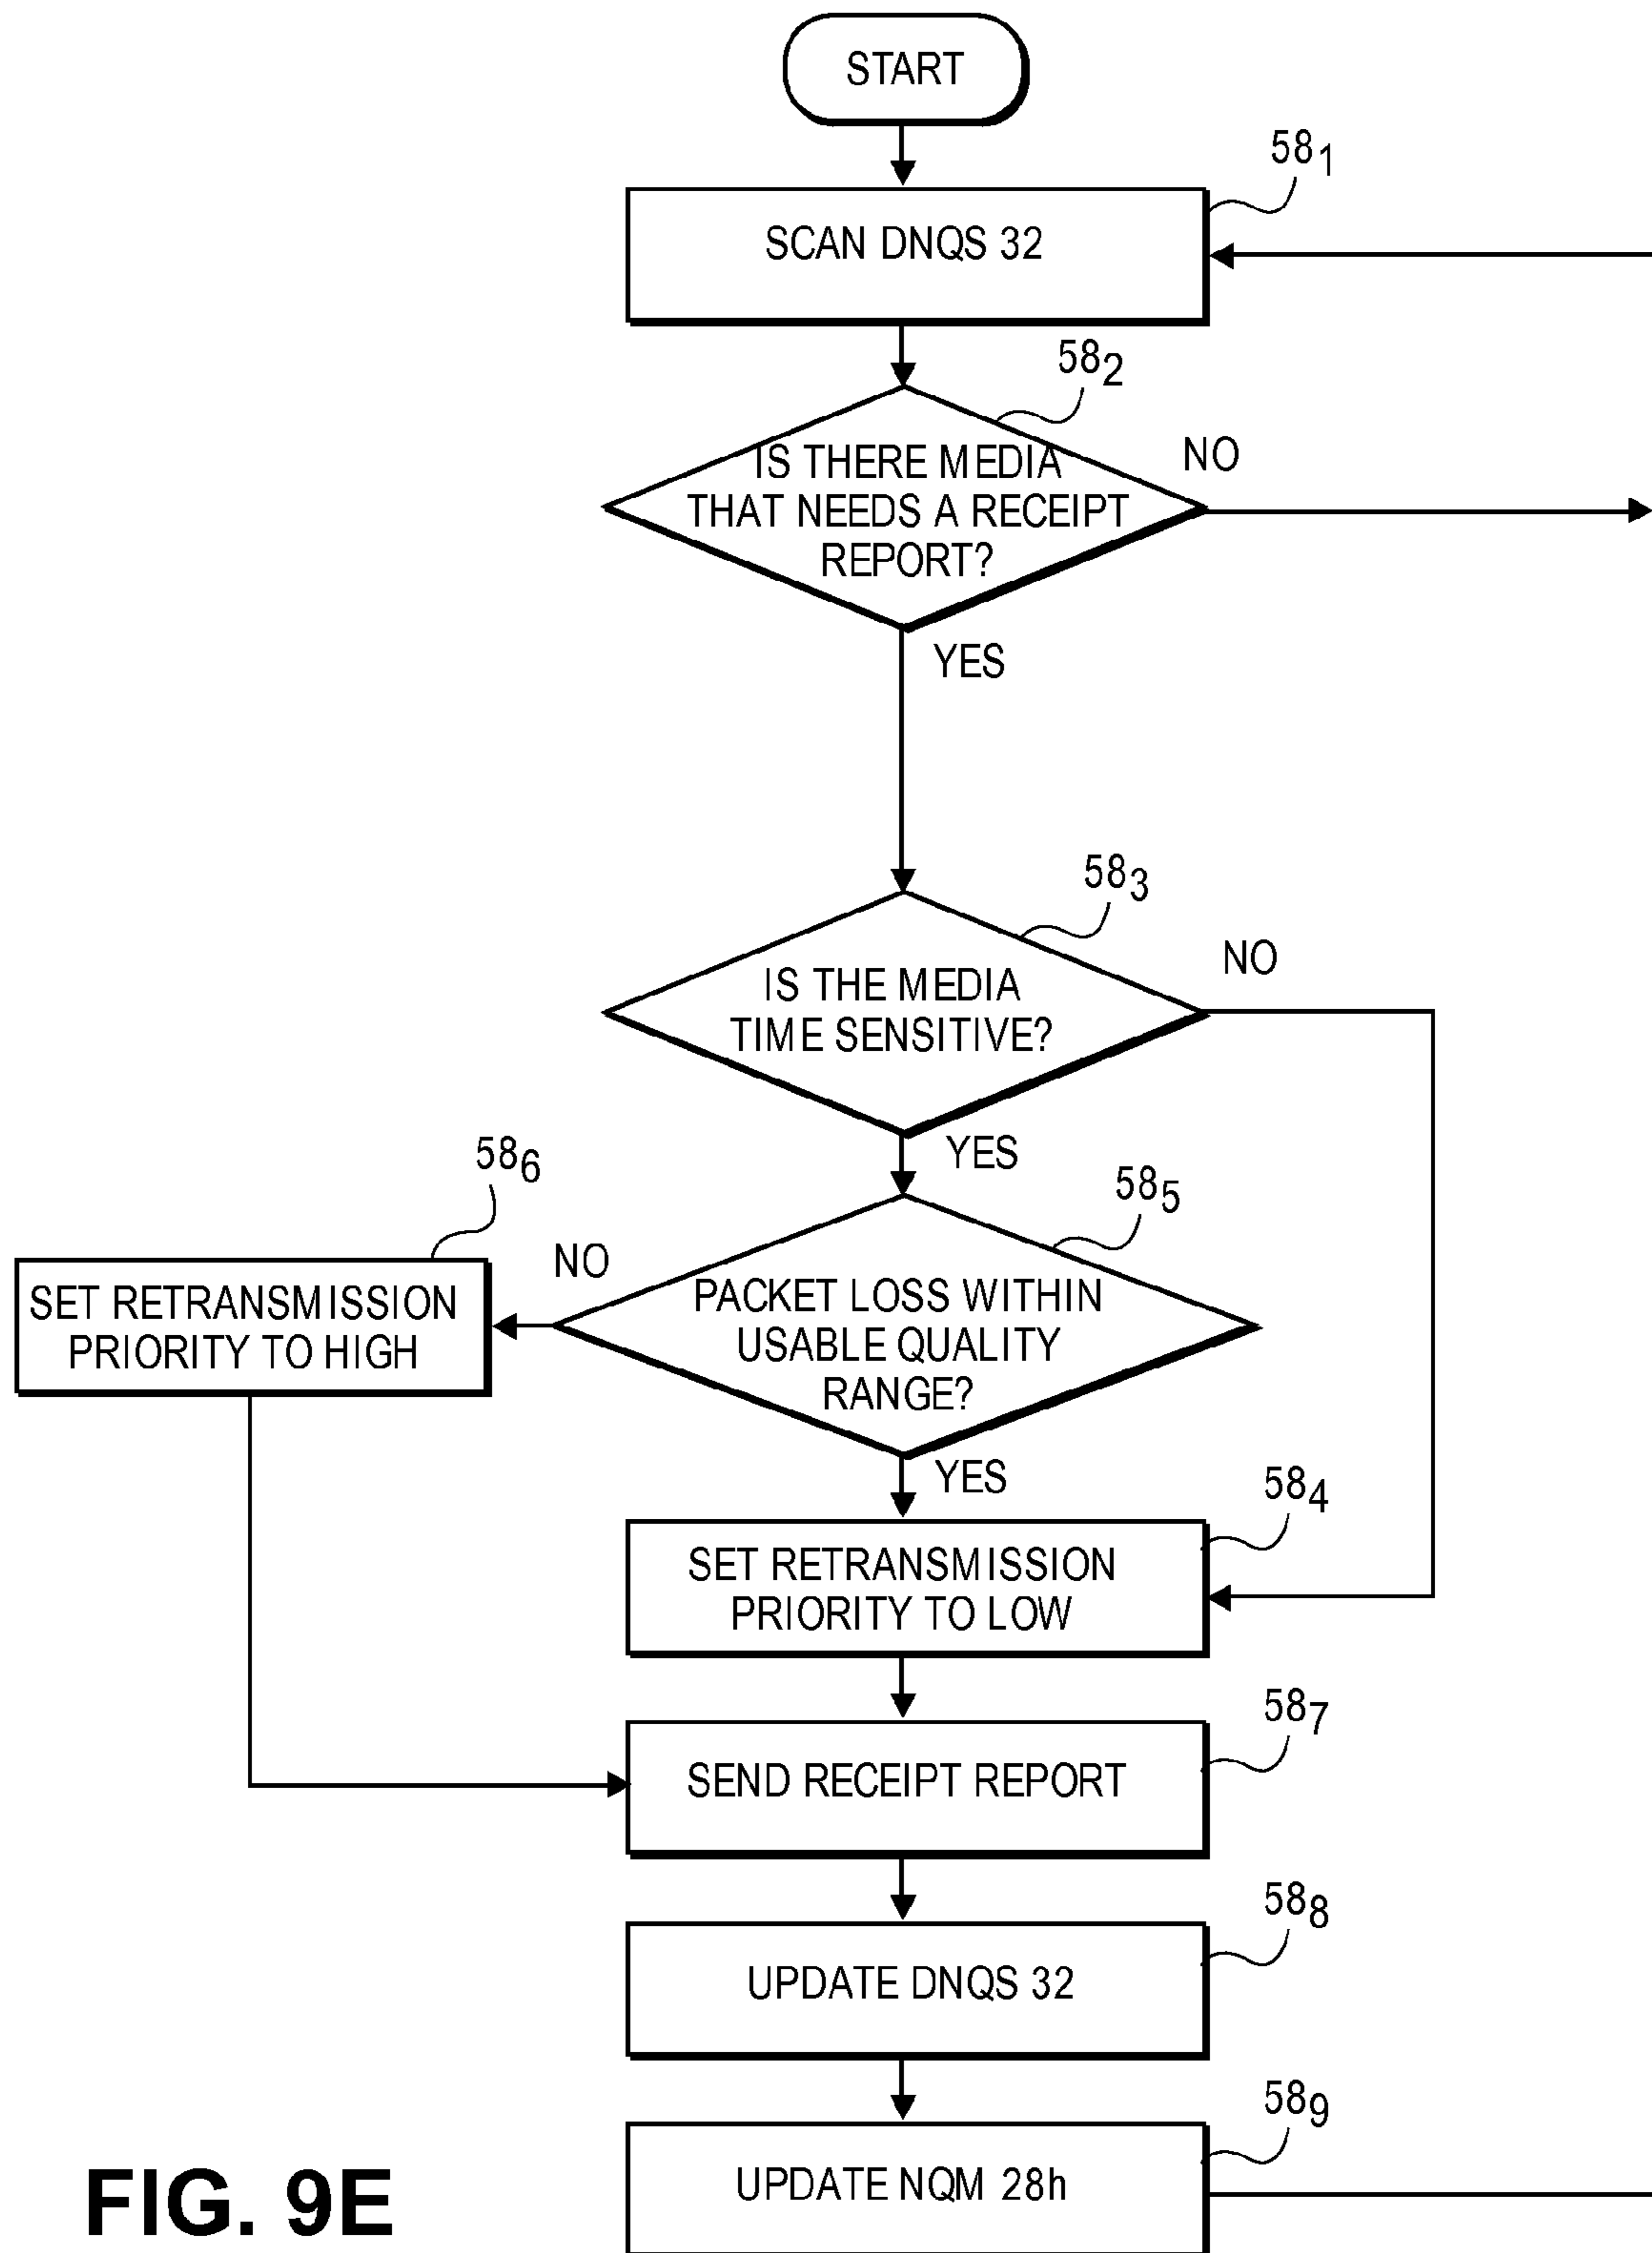 START
58₁
SCAN DNQS 32
58₂
IS THERE MEDIA
THAT NEEDS A RECEIPT
REPORT?
NO
YES
58₃
IS THE MEDIA
TIME SENSITIVE?
NO
YES
58₆
SET RETRANSMISSION
PRIORITY TO HIGH
NO
58₅
PACKET LOSS WITHIN
USABLE QUALITY
RANGE?
YES
58₄
SET RETRANSMISSION
PRIORITY TO LOW
58₇
SEND RECEIPT REPORT
58₈
UPDATE DNQS 32
58₉
UPDATE NQM 28h
FIG. 9E